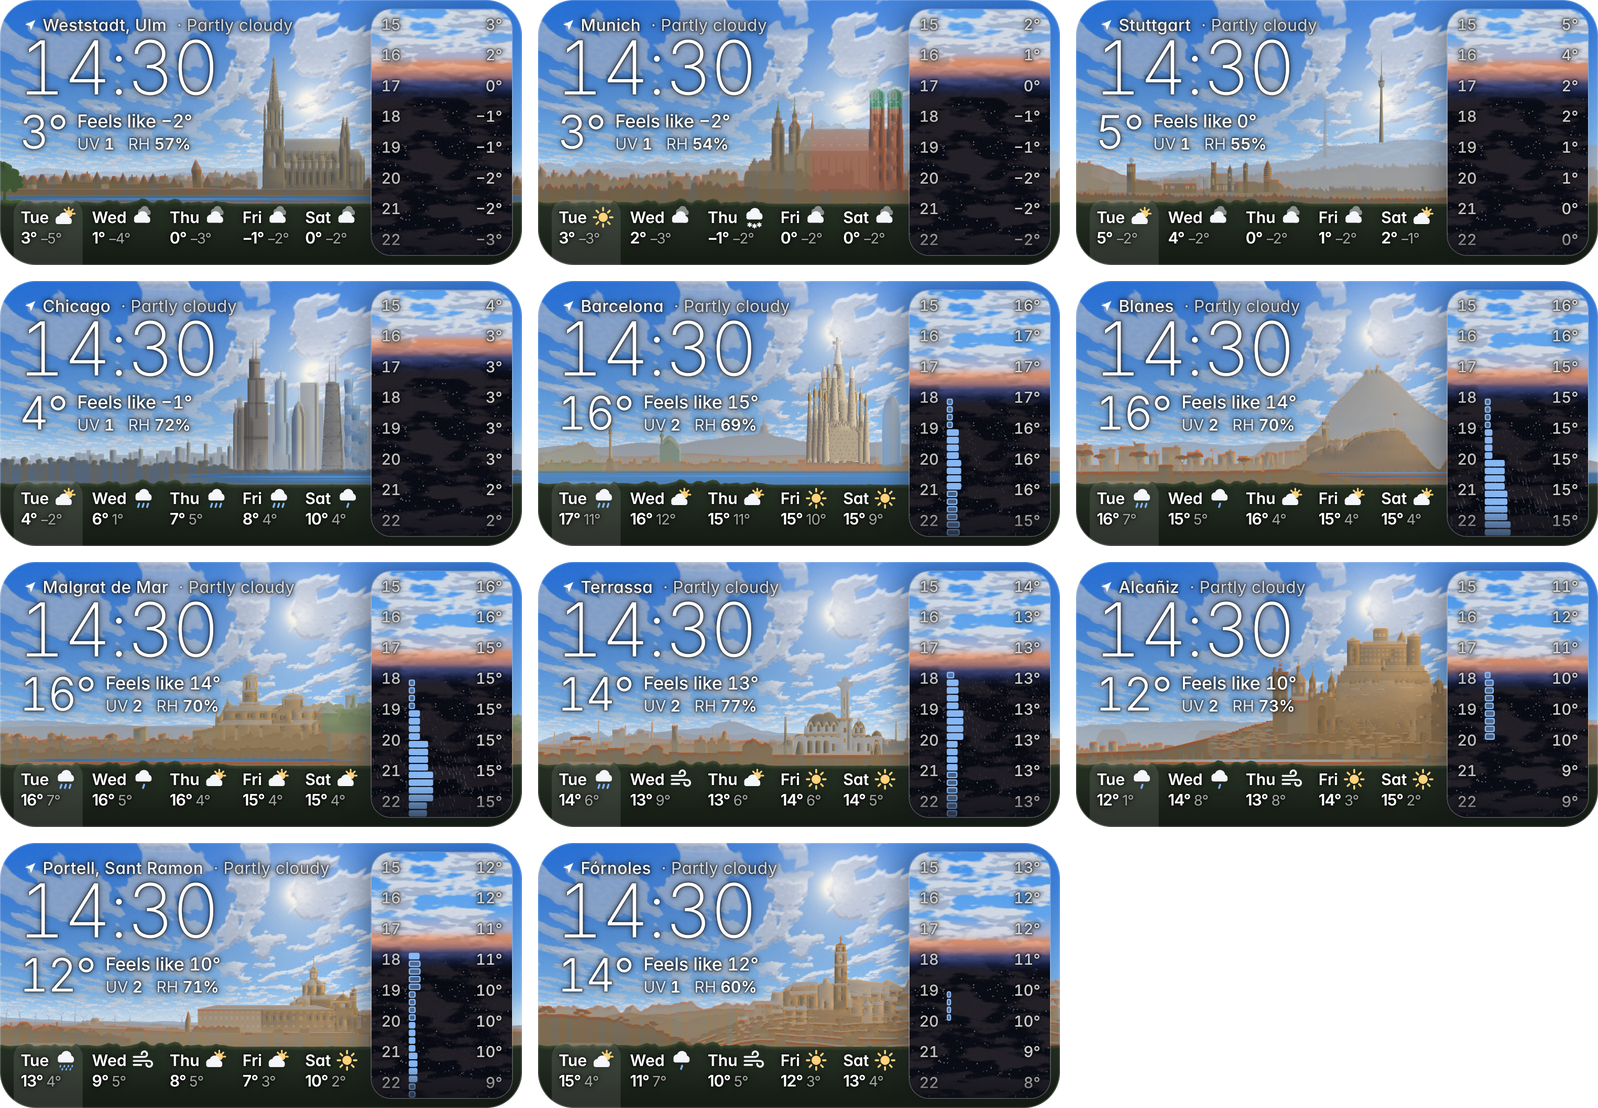 Weststadt, Ulm · Partly cloudy
14:30
3° Feels like −2°
UV 1 RH 57%
Tue Wed Thu Fri Sat
3° −5° 1° −4° 0° −3° −1° −2° 0° −2°
15 3°
16 2°
17 0°
18 −1°
19 −1°
20 −2°
21 −2°
22 −3°
Munich · Partly cloudy
14:30
3° Feels like −2°
UV 1 RH 54%
Tue Wed Thu Fri Sat
3° −3° 2° −3° −1° −2° 0° −2° 0° −2°
15 2°
16 1°
17 0°
18 −1°
19 −1°
20 −2°
21 −2°
22 −2°
Stuttgart · Partly cloudy
14:30
5° Feels like 0°
UV 1 RH 55%
Tue Wed Thu Fri Sat
5° −2° 4° −2° 0° −2° 1° −2° 2° −1°
15 5°
16 4°
17 2°
18 2°
19 1°
20 1°
21 0°
22 0°
Chicago · Partly cloudy
14:30
4° Feels like −1°
UV 1 RH 72%
Tue Wed Thu Fri Sat
4° −2° 6° 1° 7° 5° 8° 4° 10° 4°
15 4°
16 3°
17 3°
18 3°
19 3°
20 3°
21 2°
22 2°
Barcelona · Partly cloudy
14:30
16° Feels like 15°
UV 2 RH 69%
Tue Wed Thu Fri Sat
17° 11° 16° 12° 15° 11° 15° 10° 15° 9°
15 16°
16 17°
17 17°
18 17°
19 16°
20 16°
21 16°
22 15°
Blanes · Partly cloudy
14:30
16° Feels like 14°
UV 2 RH 70%
Tue Wed Thu Fri Sat
16° 7° 15° 5° 16° 4° 15° 4° 15° 4°
15 16°
16 16°
17 15°
18 15°
19 15°
20 15°
21 15°
22 15°
Malgrat de Mar · Partly cloudy
14:30
16° Feels like 14°
UV 2 RH 70%
Tue Wed Thu Fri Sat
16° 7° 16° 5° 16° 4° 15° 4° 15° 4°
15 16°
16 16°
17 15°
18 15°
19 15°
20 15°
21 15°
22 15°
Terrassa · Partly cloudy
14:30
14° Feels like 13°
UV 2 RH 77%
Tue Wed Thu Fri Sat
14° 6° 13° 9° 13° 6° 14° 6° 14° 5°
15 14°
16 13°
17 13°
18 13°
19 13°
20 13°
21 13°
22 13°
Alcañiz · Partly cloudy
14:30
12° Feels like 10°
UV 2 RH 73%
Tue Wed Thu Fri Sat
12° 1° 14° 8° 13° 8° 14° 3° 15° 2°
15 11°
16 12°
17 11°
18 10°
19 10°
20 10°
21 9°
22 9°
Portell, Sant Ramon · Partly cloudy
14:30
12° Feels like 10°
UV 2 RH 71%
Tue Wed Thu Fri Sat
13° 4° 9° 5° 8° 5° 7° 3° 10° 2°
15 12°
16 12°
17 11°
18 11°
19 10°
20 10°
21 10°
22 9°
Fórnoles · Partly cloudy
14:30
14° Feels like 12°
UV 1 RH 60%
Tue Wed Thu Fri Sat
15° 4° 11° 7° 10° 5° 12° 3° 13° 4°
15 13°
16 12°
17 12°
18 11°
19 10°
20 10°
21 9°
22 8°